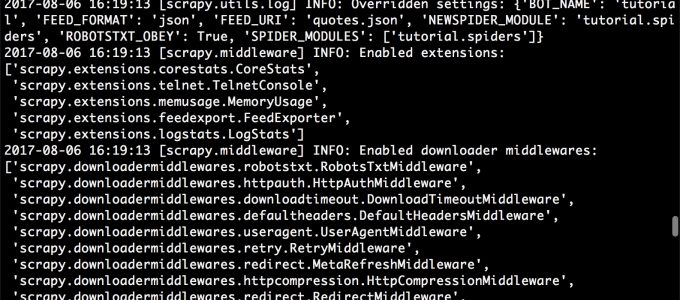 2017-08-06 16:19:13 [scrapy.utils.log] INFO: Overridden settings: {'BOT_NAME': 'tutoria
l', 'FEED_FORMAT': 'json', 'FEED_URI': 'quotes.json', 'NEWSPIDER_MODULE': 'tutorial.spi
ders', 'ROBOTSTXT_OBEY': True, 'SPIDER_MODULES': ['tutorial.spiders']}
2017-08-06 16:19:13 [scrapy.middleware] INFO: Enabled extensions:
['scrapy.extensions.corestats.CoreStats',
 'scrapy.extensions.telnet.TelnetConsole',
 'scrapy.extensions.memusage.MemoryUsage',
 'scrapy.extensions.feedexport.FeedExporter',
 'scrapy.extensions.logstats.LogStats']
2017-08-06 16:19:13 [scrapy.middleware] INFO: Enabled downloader middlewares:
['scrapy.downloadermiddlewares.robotstxt.RobotsTxtMiddleware',
 'scrapy.downloadermiddlewares.httpauth.HttpAuthMiddleware',
 'scrapy.downloadermiddlewares.downloadtimeout.DownloadTimeoutMiddleware',
 'scrapy.downloadermiddlewares.defaultheaders.DefaultHeadersMiddleware',
 'scrapy.downloadermiddlewares.useragent.UserAgentMiddleware',
 'scrapy.downloadermiddlewares.retry.RetryMiddleware',
 'scrapy.downloadermiddlewares.redirect.MetaRefreshMiddleware',
 'scrapy.downloadermiddlewares.httpcompression.HttpCompressionMiddleware',
 'scrapy.downloadermiddlewares.redirect.RedirectMiddleware',